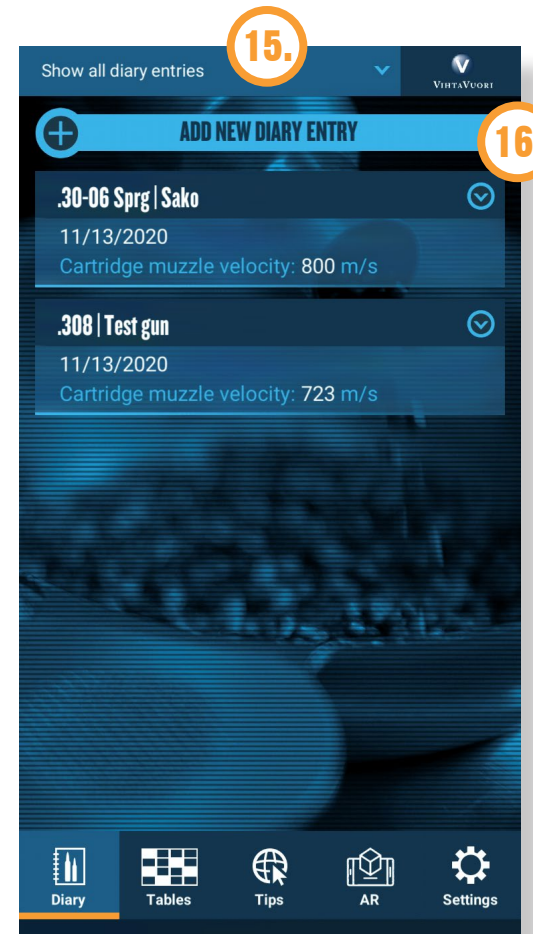 15.
Show all diary entries
VIHTAVUORI
ADD NEW DIARY ENTRY
16
.30-06 Sprg | Sako
11/13/2020
Cartridge muzzle velocity: 800 m/s
.308 | Test gun
11/13/2020
Cartridge muzzle velocity: 723 m/s
Diary Tables Tips AR Settings